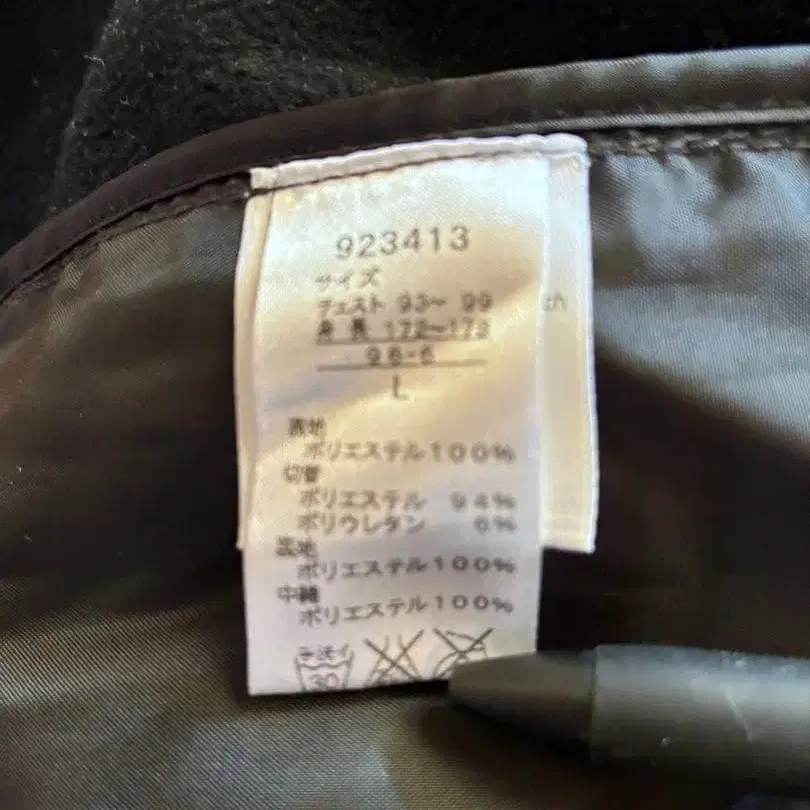 923413
サイズ
チェスト 93〜 99
身長 172〜178
96-6
L
表地
ポリエステル100%
切替
ポリエステル 94%
ポリウレタン 6%
裏地
ポリエステル100%
中綿
ポリエステル100%
30
ch